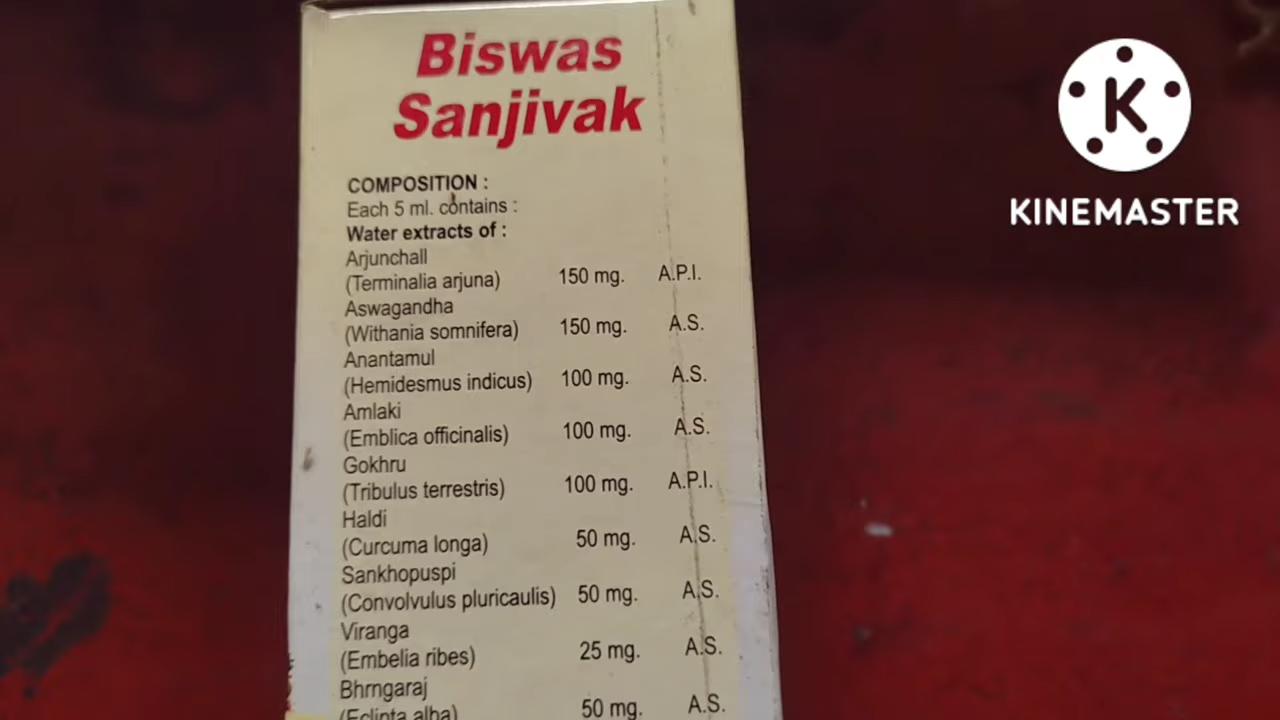 Biswas
Sanjivak
COMPOSITION :
Each 5 ml. contains :
Water extracts of :
Arjunchall
(Terminalia arjuna) 150 mg. A.P.I.
Aswagandha
(Withania somnifera) 150 mg. A.S.
Anantamul
(Hemidesmus indicus) 100 mg. A.S.
Amlaki
(Emblica officinalis) 100 mg. A.S.
Gokhru
(Tribulus terrestris) 100 mg. A.P.I.
Haldi
(Curcuma longa) 50 mg. A.S.
Sankhopuspi
(Convolvulus pluricaulis) 50 mg. A.S.
Viranga
(Embelia ribes) 25 mg. A.S.
Bhrngaraj
(Eclipta alba) 50 mg. A.S.
K
KINEMASTER